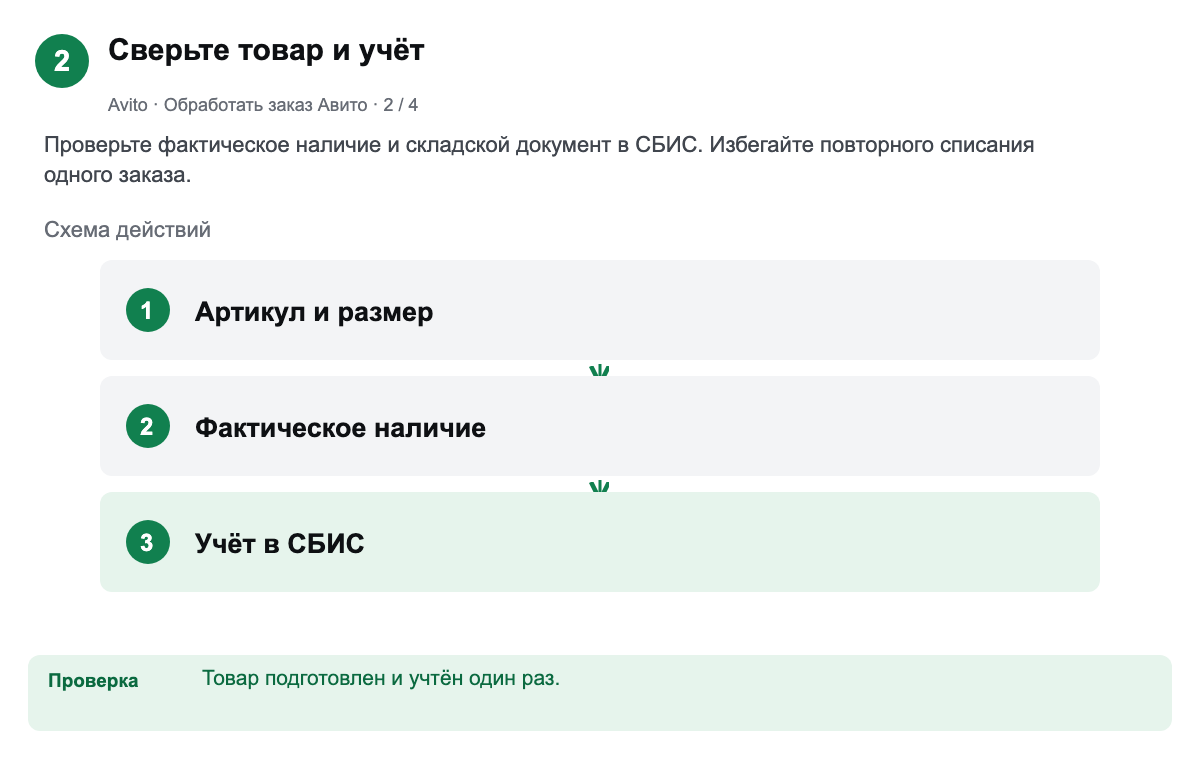 2
Сверьте товар и учёт
Avito · Обработать заказ Авито · 2 / 4
Проверьте фактическое наличие и складской документ в СБИС. Избегайте повторного списания
одного заказа.
Схема действий
1 Артикул и размер
2 Фактическое наличие
3 Учёт в СБИС
Проверка Товар подготовлен и учтён один раз.